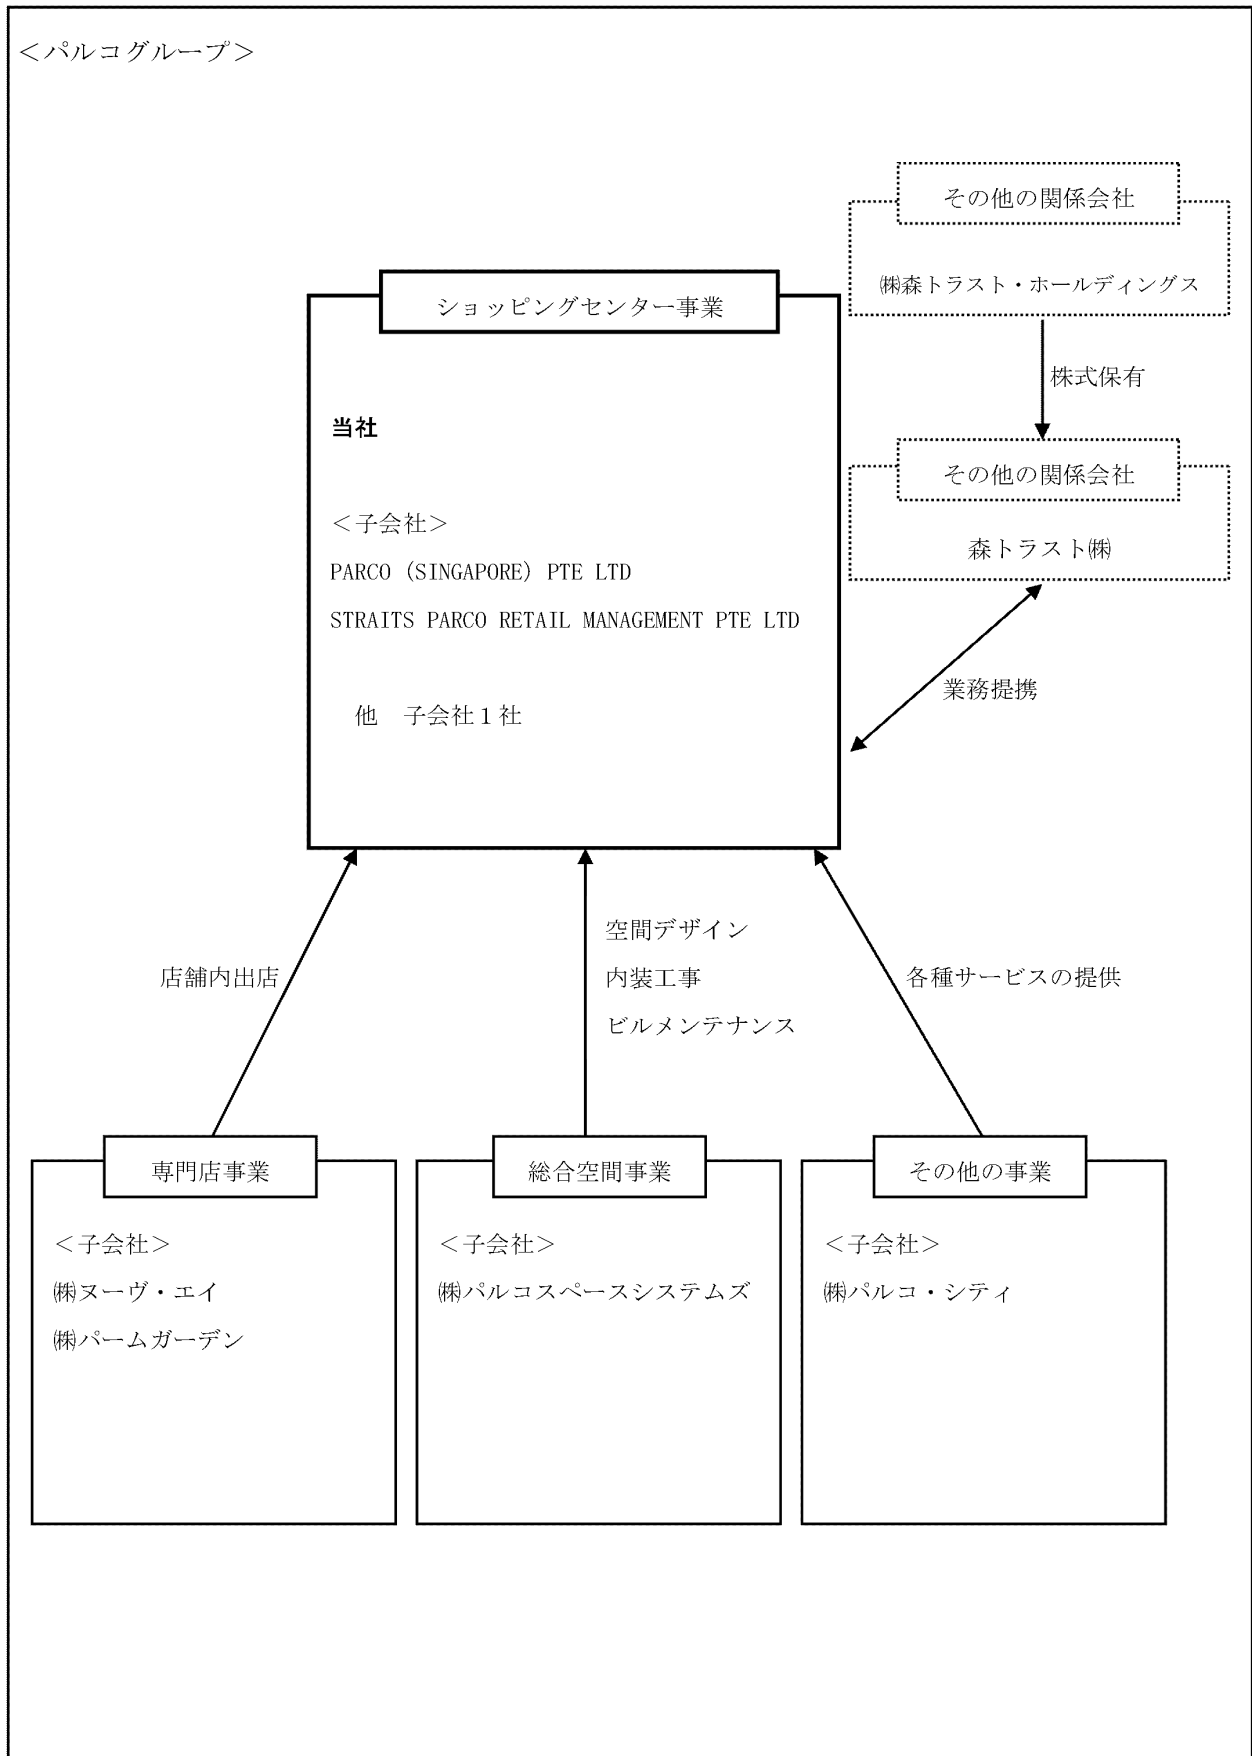 ＜パルコグループ＞
その他の関係会社
㈱森トラスト・ホールディングス
株式保有
その他の関係会社
森トラスト㈱
業務提携
ショッピングセンター事業
当社
＜子会社＞
PARCO (SINGAPORE) PTE LTD
STRAITS PARCO RETAIL MANAGEMENT PTE LTD
他　子会社１社
店舗内出店
空間デザイン
内装工事
ビルメンテナンス
各種サービスの提供
専門店事業
＜子会社＞
㈱ヌーヴ・エイ
㈱パームガーデン
総合空間事業
＜子会社＞
㈱パルコスペースシステムズ
その他の事業
＜子会社＞
㈱パルコ・シティ